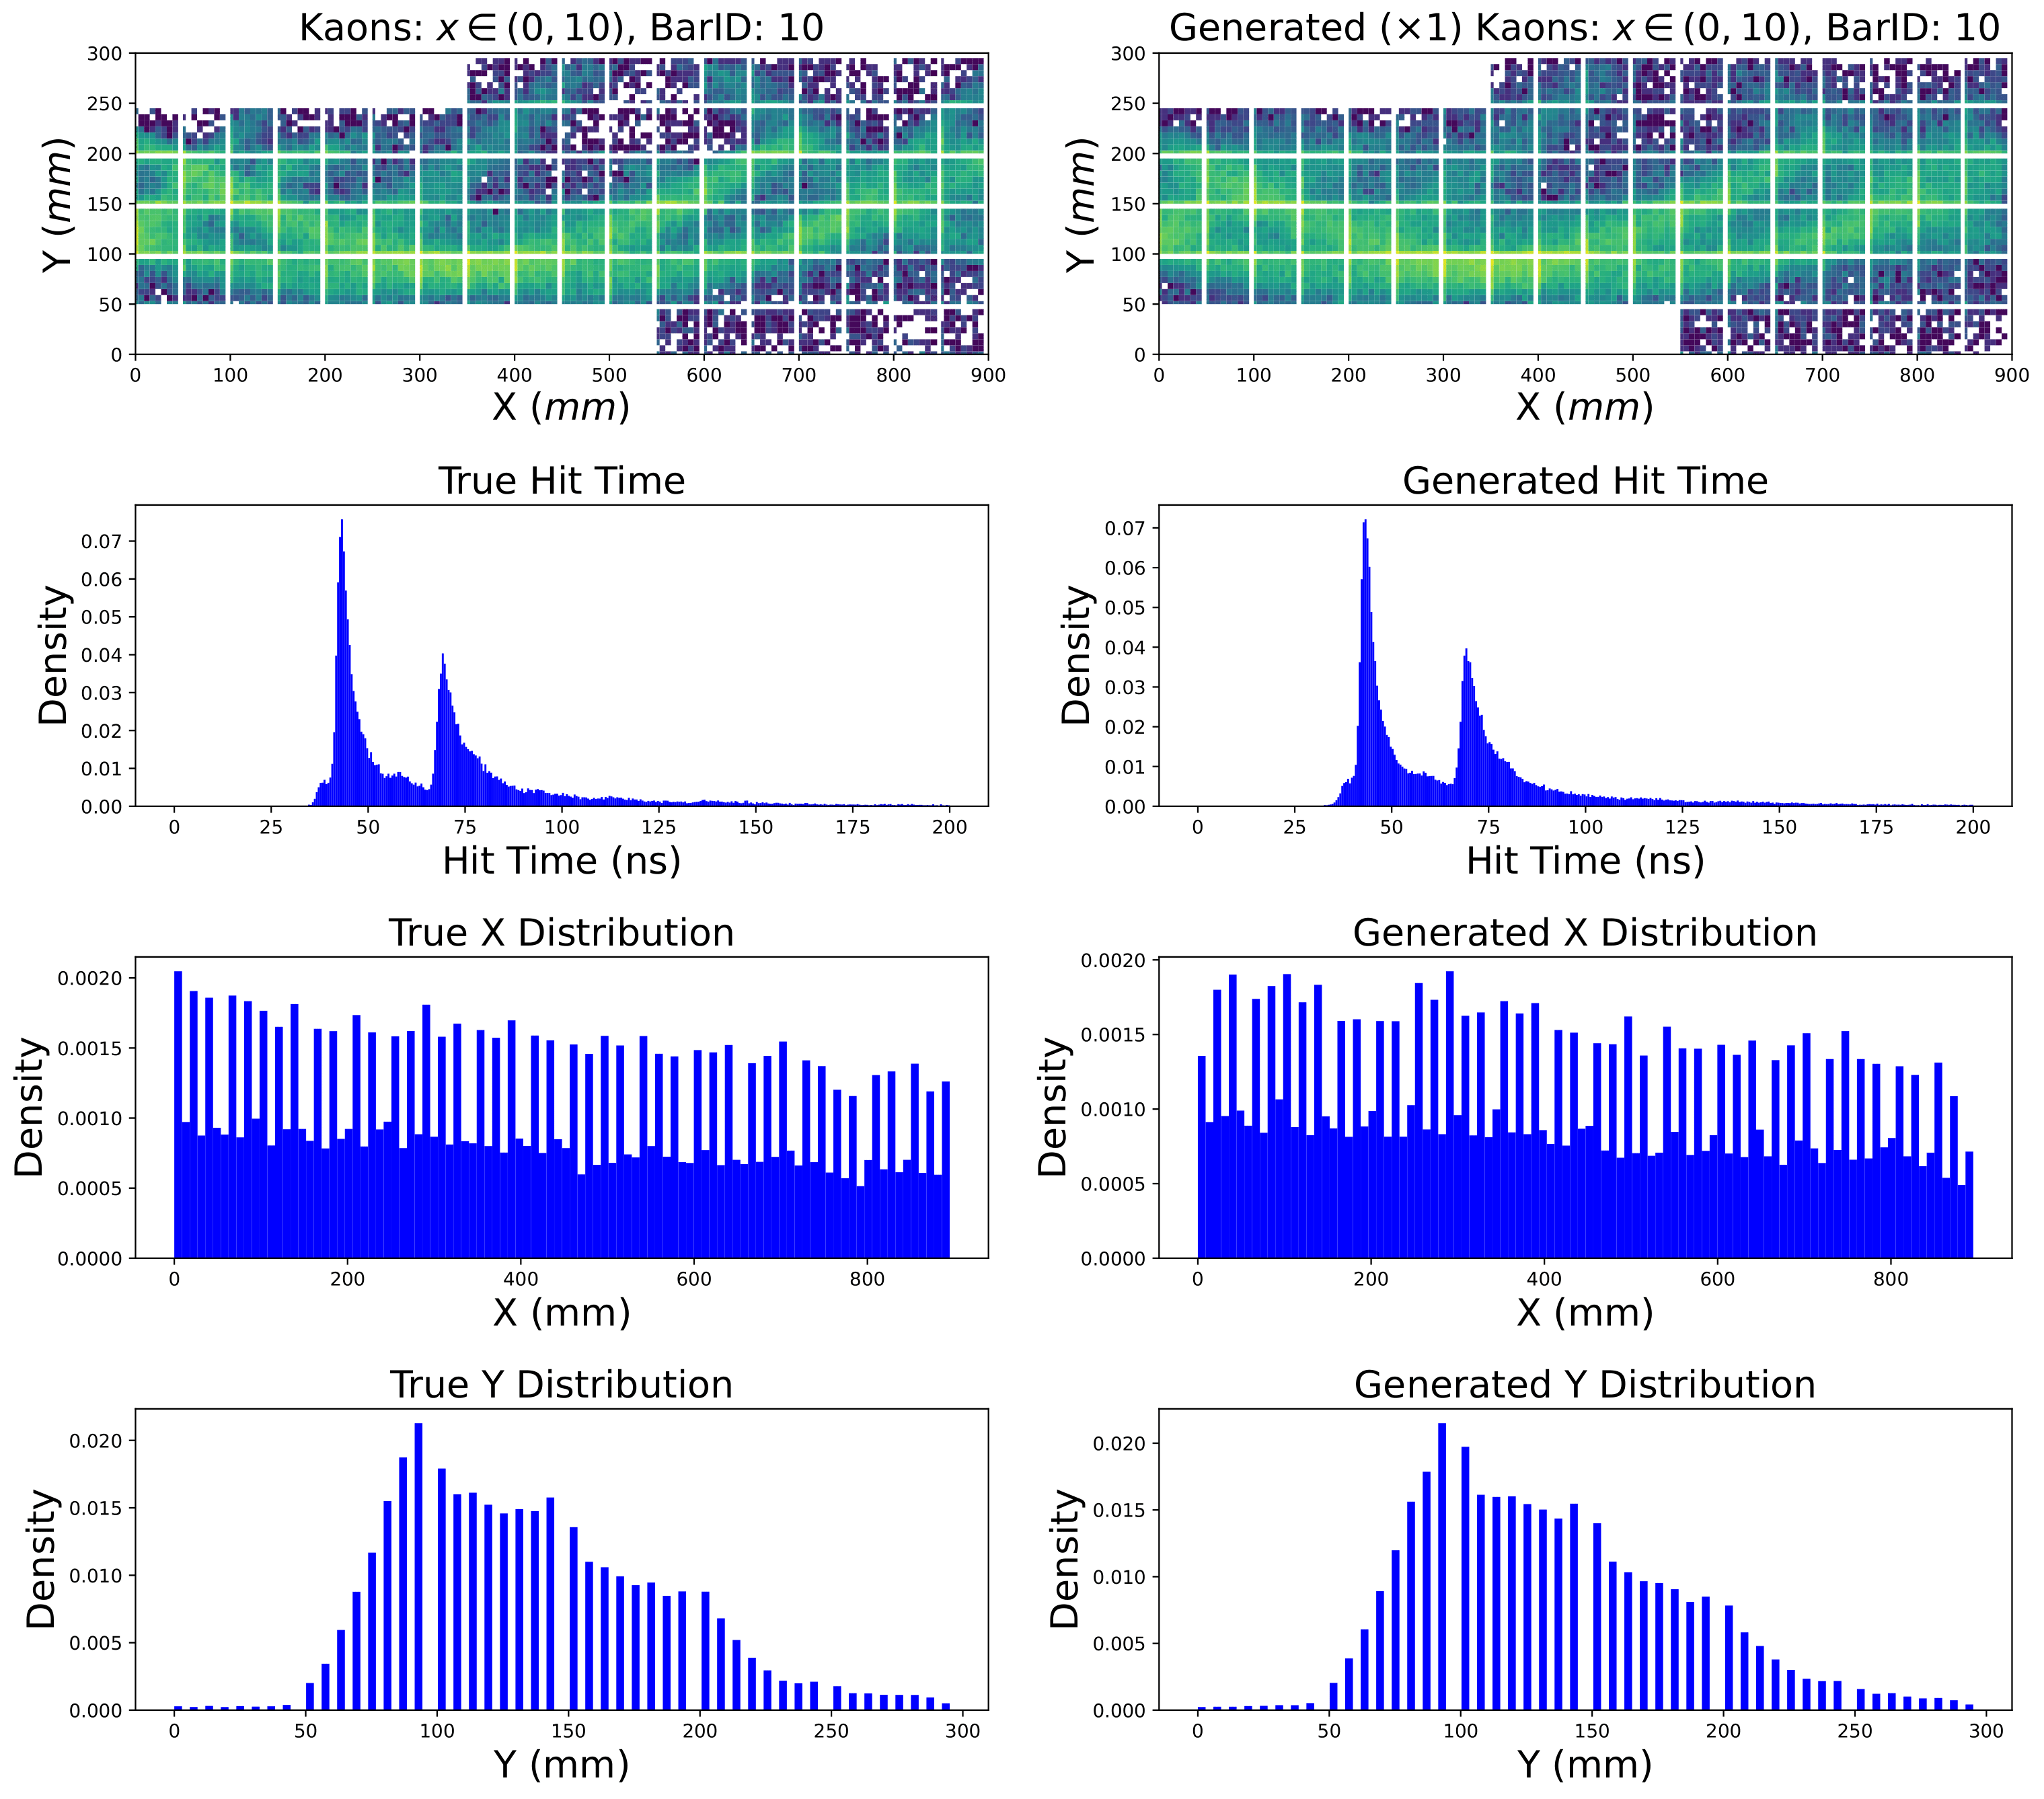 Kaons: x ∈ (0, 10), BarID: 10
300
250
200
150
100
50
0
Y (mm)
0 100 200 300 400 500 600 700 800 900
X (mm)
Generated (×1) Kaons: x ∈ (0, 10), BarID: 10
300
250
200
150
100
50
0
Y (mm)
0 100 200 300 400 500 600 700 800 900
X (mm)
True Hit Time
0.07
0.06
0.05
0.04
0.03
0.02
0.01
0.00
Density
0 25 50 75 100 125 150 175 200
Hit Time (ns)
Generated Hit Time
0.07
0.06
0.05
0.04
0.03
0.02
0.01
0.00
Density
0 25 50 75 100 125 150 175 200
Hit Time (ns)
True X Distribution
0.0020
0.0015
0.0010
0.0005
0.0000
Density
0 200 400 600 800
X (mm)
Generated X Distribution
0.0020
0.0015
0.0010
0.0005
0.0000
Density
0 200 400 600 800
X (mm)
True Y Distribution
0.020
0.015
0.010
0.005
0.000
Density
0 50 100 150 200 250 300
Y (mm)
Generated Y Distribution
0.020
0.015
0.010
0.005
0.000
Density
0 50 100 150 200 250 300
Y (mm)